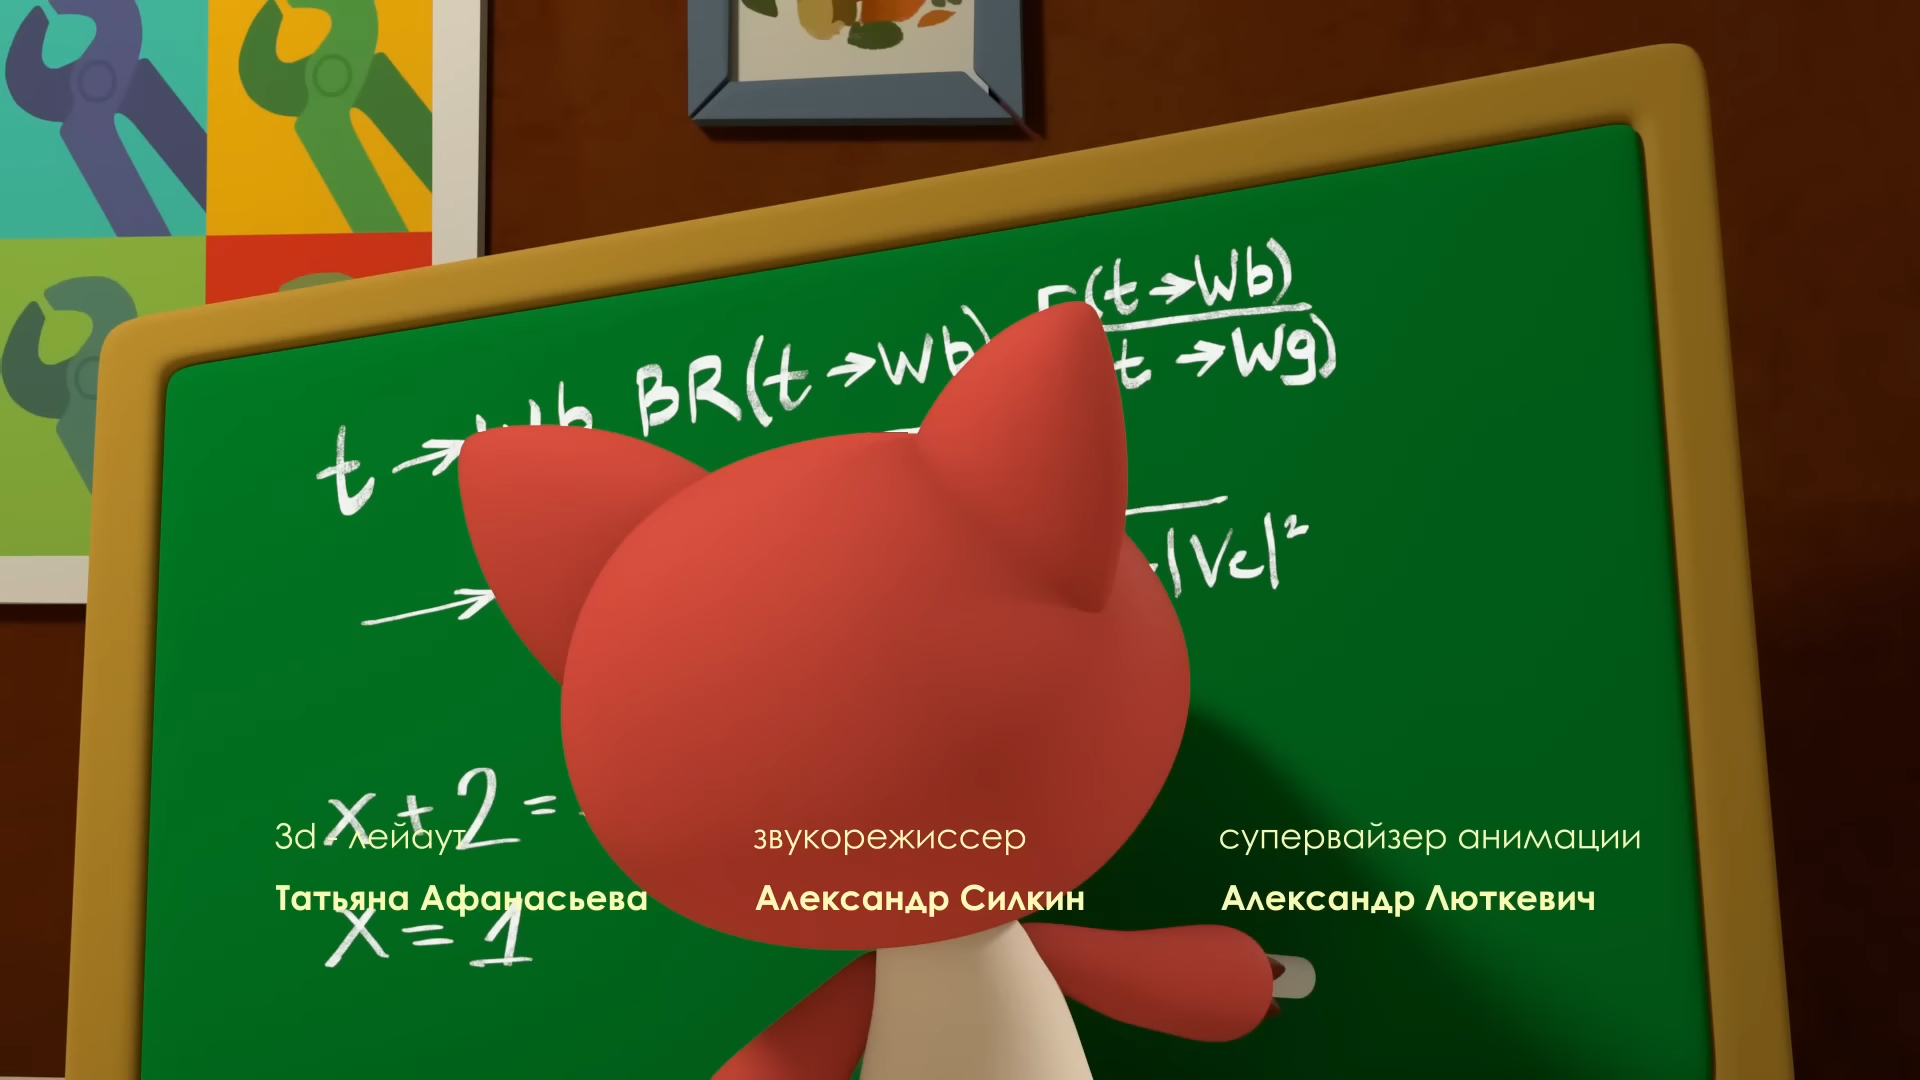 t → Wb BR(t → Wb) Γ(t → Wb)
t → Wg)
→
|Vc|²
x + 2 =
x = 1
3d - лейаут
Татьяна Афанасьева
звукорежиссер
Александр Силкин
супервайзер анимации
Александр Люткевич